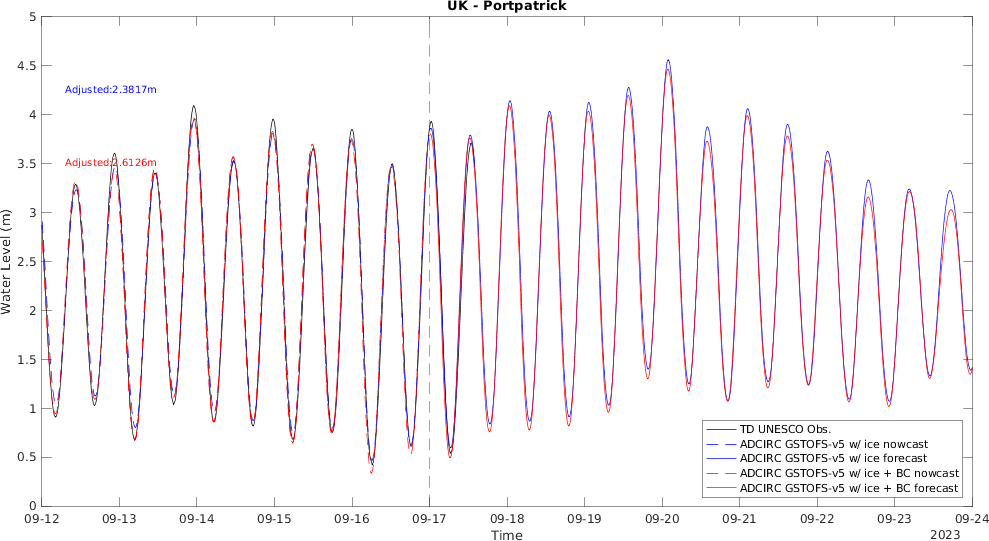 UK - Portpatrick
5
4.5
4
3.5
3
2.5
2
1.5
1
0.5
0
Water Level (m)
Adjusted:2.3817m
Adjusted:2.6126m
TD UNESCO Obs.
ADCIRC GSTOFS-v5 w/ ice nowcast
ADCIRC GSTOFS-v5 w/ ice forecast
ADCIRC GSTOFS-v5 w/ ice + BC nowcast
ADCIRC GSTOFS-v5 w/ ice + BC forecast
09-12 09-13 09-14 09-15 09-16 09-17 09-18 09-19 09-20 09-21 09-22 09-23 09-24
Time
2023